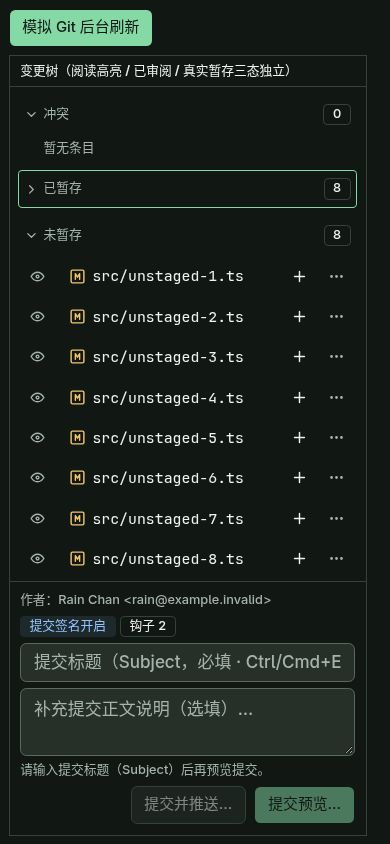 模拟 Git 后台刷新
变更树（阅读高亮 / 已审阅 / 真实暂存三态独立）
冲突 0
暂无条目
已暂存 8
未暂存 8
M src/unstaged-1.ts
M src/unstaged-2.ts
M src/unstaged-3.ts
M src/unstaged-4.ts
M src/unstaged-5.ts
M src/unstaged-6.ts
M src/unstaged-7.ts
M src/unstaged-8.ts
作者：Rain Chan <rain@example.invalid>
提交签名开启 钩子 2
提交标题（Subject，必填 · Ctrl/Cmd+E
补充提交正文说明（选填）...
请输入提交标题（Subject）后再预览提交。
提交并推送... 提交预览...